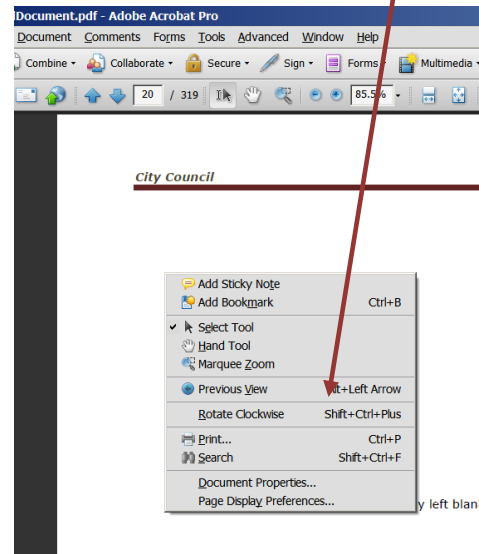 Document.pdf - Adobe Acrobat Pro
Document Comments Forms Tools Advanced Window Help
Combine Collaborate Secure Sign Forms Multimedia
20 / 319 85.5%
City Council
Add Sticky Note
Add Bookmark Ctrl+B
Select Tool
Hand Tool
Marquee Zoom
Previous View Alt+Left Arrow
Rotate Clockwise Shift+Ctrl+Plus
Print... Ctrl+P
Search Shift+Ctrl+F
Document Properties...
Page Display Preferences...
y left blan